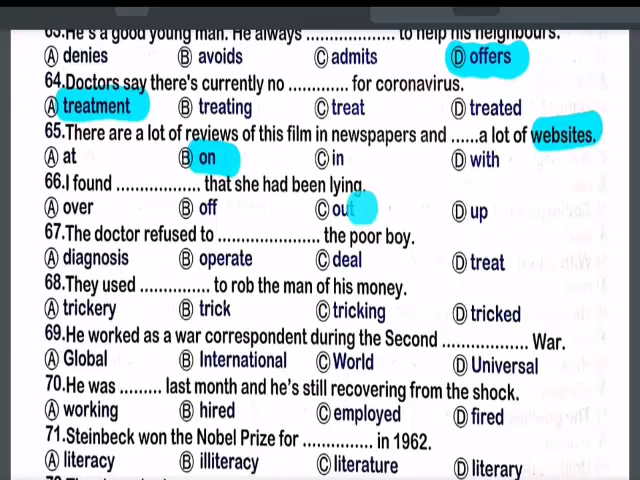 63.He's a good young man. He always .................. to help his neighbours.
Ⓐ denies Ⓑ avoids Ⓒ admits Ⓓ offers
64.Doctors say there's currently no ............. for coronavirus.
Ⓐ treatment Ⓑ treating Ⓒ treat Ⓓ treated
65.There are a lot of reviews of this film in newspapers and ......a lot of websites.
Ⓐ at Ⓑ on Ⓒ in Ⓓ with
66.I found .................. that she had been lying.
Ⓐ over Ⓑ off Ⓒ out Ⓓ up
67.The doctor refused to ...................... the poor boy.
Ⓐ diagnosis Ⓑ operate Ⓒ deal Ⓓ treat
68.They used ............... to rob the man of his money.
Ⓐ trickery Ⓑ trick Ⓒ tricking Ⓓ tricked
69.He worked as a war correspondent during the Second ................... War.
Ⓐ Global Ⓑ International Ⓒ World Ⓓ Universal
70.He was ......... last month and he's still recovering from the shock.
Ⓐ working Ⓑ hired Ⓒ employed Ⓓ fired
71.Steinbeck won the Nobel Prize for ............... in 1962.
Ⓐ literacy Ⓑ illiteracy Ⓒ literature Ⓓ literary